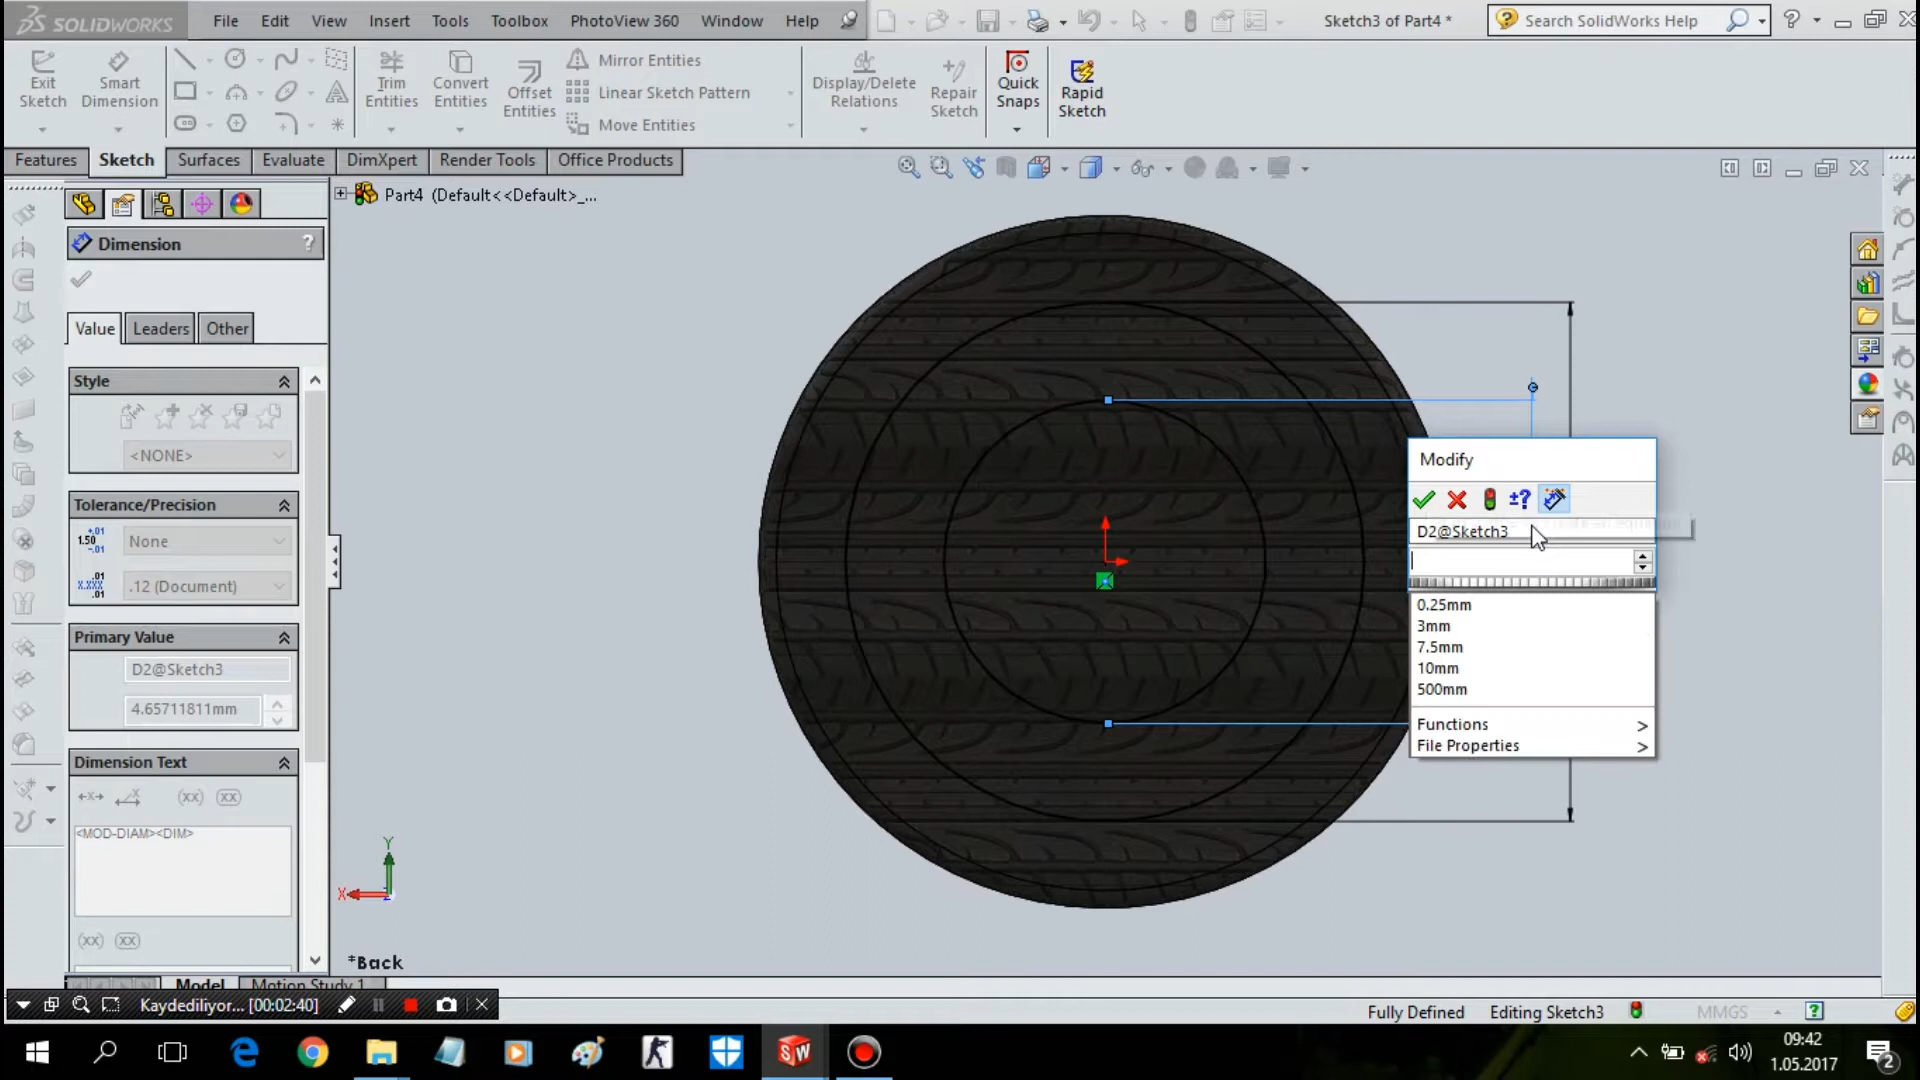 SOLIDWORKS
File Edit View Insert Tools Toolbox PhotoView 360 Window Help
Sketch3 of Part4 *
Search SolidWorks Help
Exit Sketch
Smart Dimension
Trim Entities
Convert Entities
Offset Entities
Mirror Entities
Linear Sketch Pattern
Move Entities
Display/Delete Relations
Repair Sketch
Quick Snaps
Rapid Sketch
Features Sketch Surfaces Evaluate DimXpert Render Tools Office Products
Part4 (Default<<Default>_...
Dimension ?
Value Leaders Other
Style
<NONE>
Tolerance/Precision
None
.12 (Document)
Primary Value
D2@Sketch3
4.65711811mm
Dimension Text
<MOD-DIAM><DIM>
Modify
D2@Sketch3
0.25mm
3mm
7.5mm
10mm
500mm
Functions >
File Properties >
Y
X
Z
*Back
Model Motion Study 1
Kaydediliyor... [00:02:40]
Fully Defined Editing Sketch3 MMGS
SW
09:42
1.05.2017
2